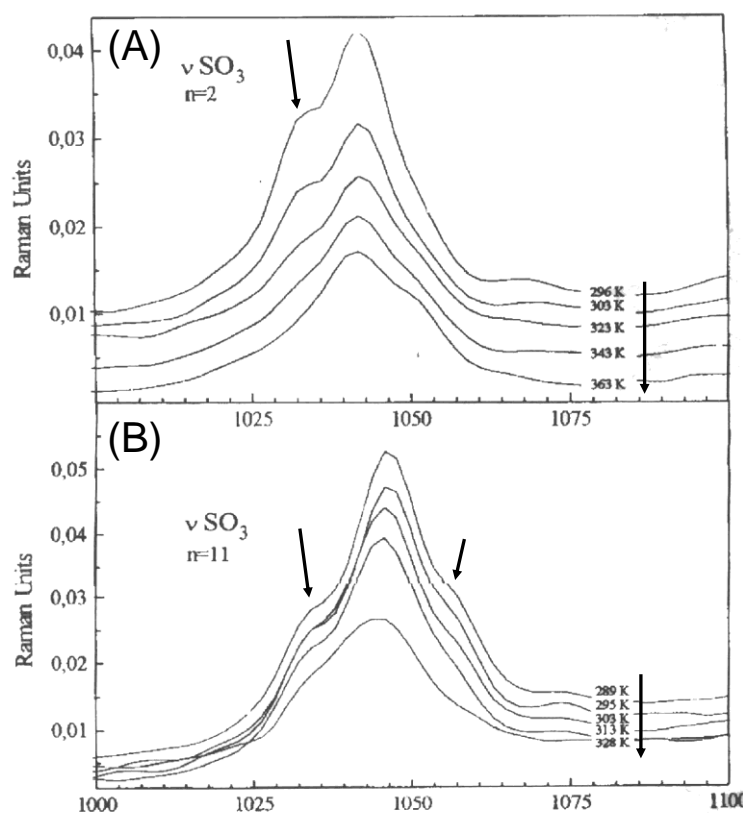 (A)
ν SO3
n=2
Raman Units
0,04
0,03
0,02
0,01
296 K
303 K
323 K
343 K
363 K
1025
1050
1075
(B)
ν SO3
n=11
Raman Units
0,05
0,04
0,03
0,02
0,01
289 K
295 K
303 K
313 K
328 K
1000
1025
1050
1075
1100